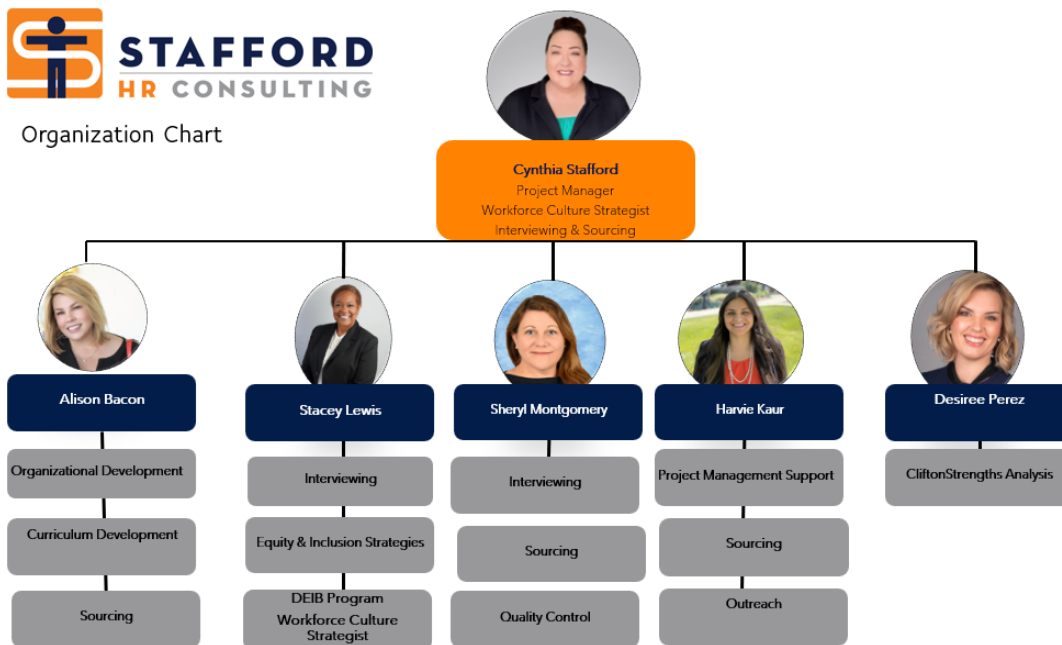 STAFFORD
HR CONSULTING
Organization Chart
Cynthia Stafford
Project Manager
Workforce Culture Strategist
Interviewing & Sourcing
Alison Bacon
Organizational Development
Curriculum Development
Sourcing
Stacey Lewis
Interviewing
Equity & Inclusion Strategies
DEIB Program
Workforce Culture
Strategist
Sheryl Montgomery
Interviewing
Sourcing
Quality Control
Harvie Kaur
Project Management Support
Sourcing
Outreach
Desiree Perez
CliftonStrengths Analysis